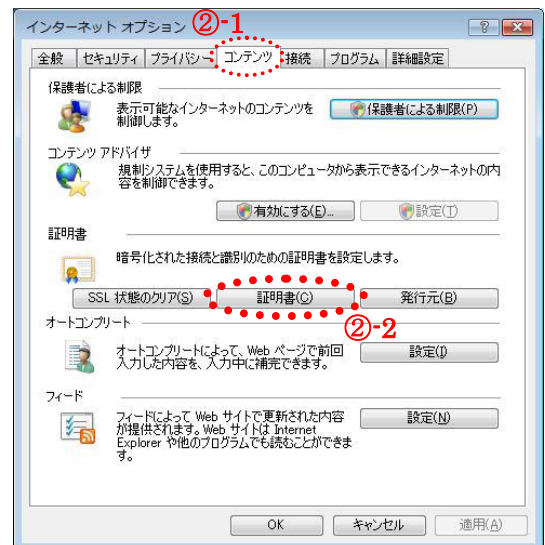 インターネット オプション ②-1
全般 セキュリティ プライバシー コンテンツ 接続 プログラム 詳細設定
保護者による制限
表示可能なインターネットのコンテンツを
制御します。
保護者による制限(P)
コンテンツ アドバイザ
規制システムを使用すると、このコンピュータから表示できるインターネットの内
容を制御できます。
有効にする(E)... 設定(T)
証明書
暗号化された接続と識別のための証明書を設定します。
SSL 状態のクリア(S) 証明書(C) 発行元(B)
②-2
オートコンプリート
オートコンプリートによって、Web ページで前回
入力した内容を、入力中に補完できます。
設定(I)
フィード
フィードによって Web サイトで更新された内容
が提供されます。Web サイトは Internet
Explorer や他のプログラムでも読むことができま
す。
設定(N)
OK キャンセル 適用(A)